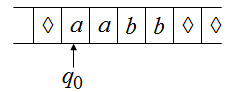 ◊ a a b b ◊ ◊
q₀